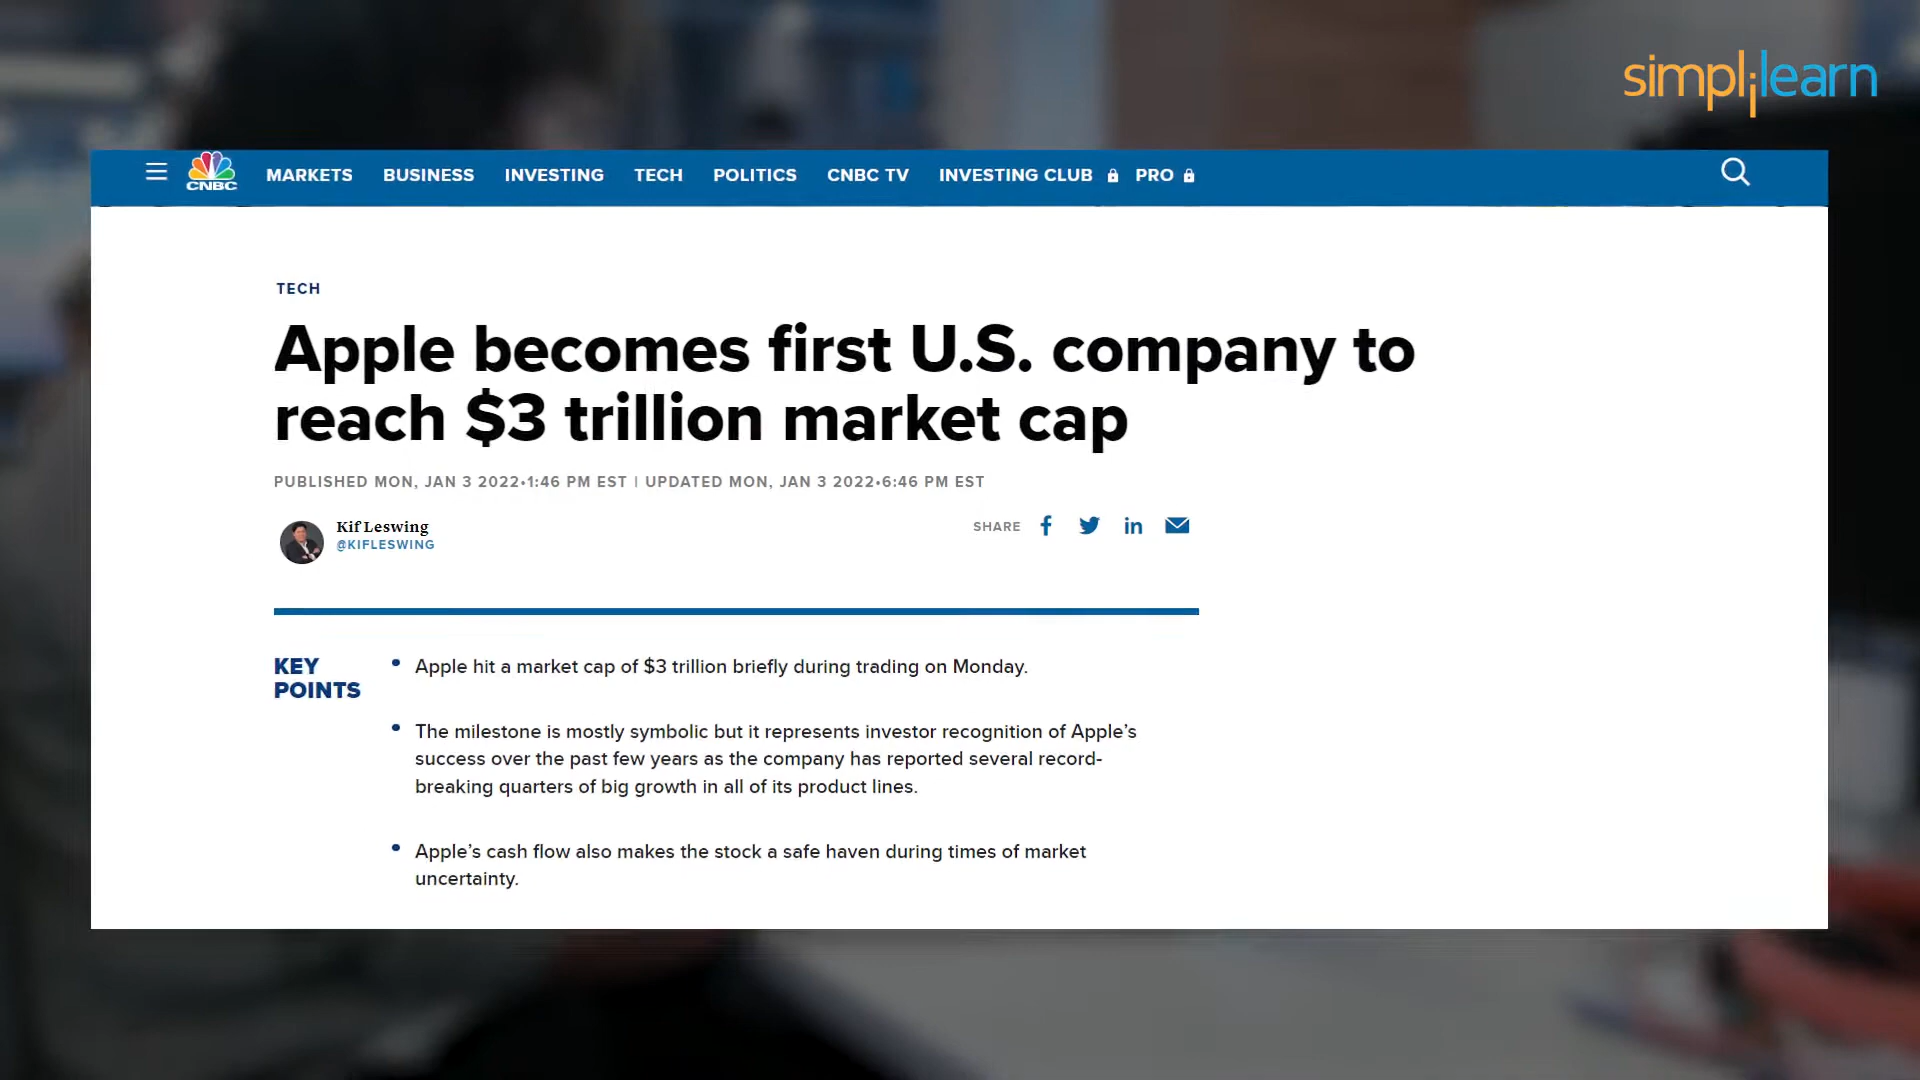 simplilearn
CNBC
MARKETS BUSINESS INVESTING TECH POLITICS CNBC TV INVESTING CLUB PRO
TECH
Apple becomes first U.S. company to
reach $3 trillion market cap
PUBLISHED MON, JAN 3 2022•1:46 PM EST | UPDATED MON, JAN 3 2022•6:46 PM EST
Kif Leswing
@KIFLESWING
SHARE
KEY
POINTS
• Apple hit a market cap of $3 trillion briefly during trading on Monday.
• The milestone is mostly symbolic but it represents investor recognition of Apple’s
success over the past few years as the company has reported several record-
breaking quarters of big growth in all of its product lines.
• Apple’s cash flow also makes the stock a safe haven during times of market
uncertainty.